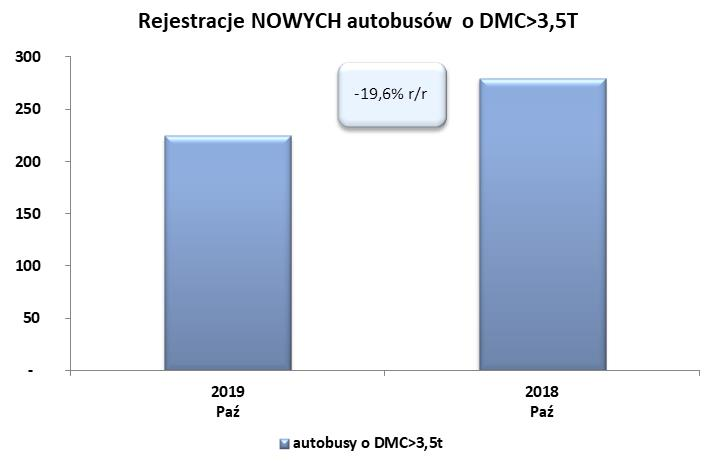 Rejestracje NOWYCH autobusów o DMC>3,5T
300
250
200
150
100
50
-
-19,6% r/r
2019
Paź
2018
Paź
autobusy o DMC>3,5t